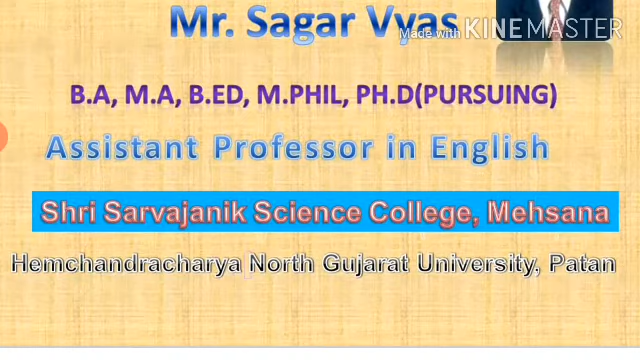 Mr. Sagar Vyas
Made with KINEMASTER
B.A, M.A, B.ED, M.PHIL, PH.D(PURSUING)
Assistant Professor in English
Shri Sarvajanik Science College, Mehsana
Hemchandracharya North Gujarat University, Patan